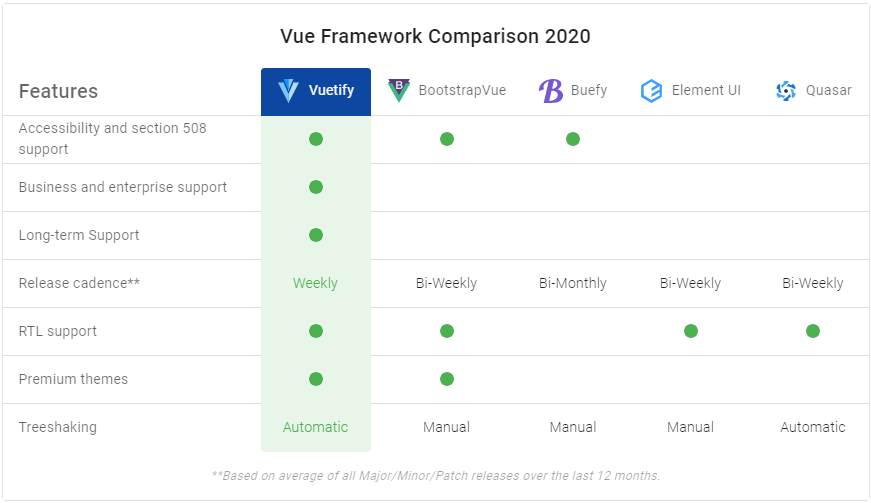 Vue Framework Comparison 2020
Features Vuetify B BootstrapVue B Buefy Element UI Quasar
Accessibility and section 508
support
Business and enterprise support
Long-term Support
Release cadence** Weekly Bi-Weekly Bi-Monthly Bi-Weekly Bi-Weekly
RTL support
Premium themes
Treeshaking Automatic Manual Manual Manual Automatic
**Based on average of all Major/Minor/Patch releases over the last 12 months.